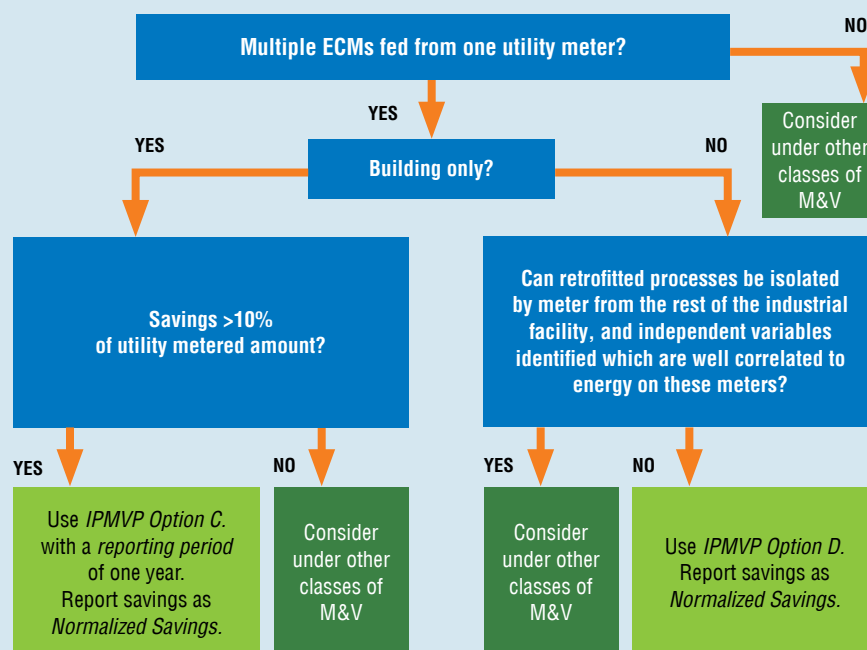 Multiple ECMs fed from one utility meter?
NO
YES
Consider
under other
classes of
M&V
YES
Building only?
NO
Savings >10%
of utility metered amount?
Can retrofitted processes be isolated
by meter from the rest of the industrial
facility, and independent variables
identified which are well correlated to
energy on these meters?
YES
NO
YES
NO
Use IPMVP Option C.
with a reporting period
of one year.
Report savings as
Normalized Savings.
Consider
under other
classes of
M&V
Consider
under other
classes of
M&V
Use IPMVP Option D.
Report savings as
Normalized Savings.